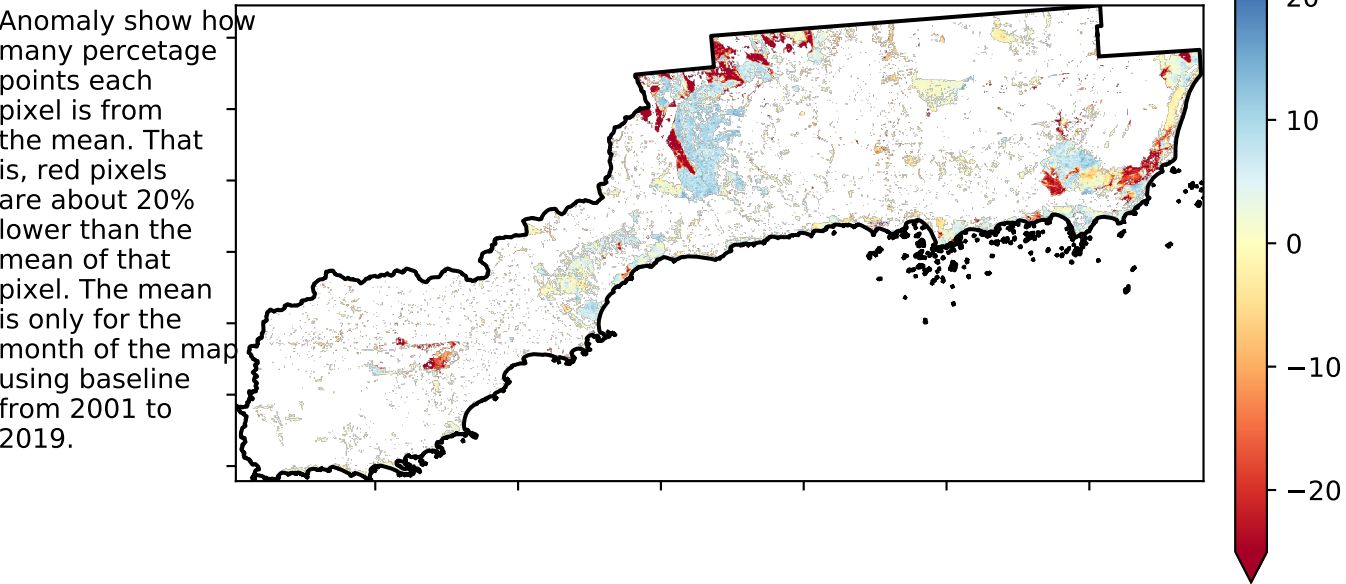 Anomaly show how
many percetage
points each
pixel is from
the mean. That
is, red pixels
are about 20%
lower than the
mean of that
pixel. The mean
is only for the
month of the map
using baseline
from 2001 to
2019.
20
10
0
−10
−20